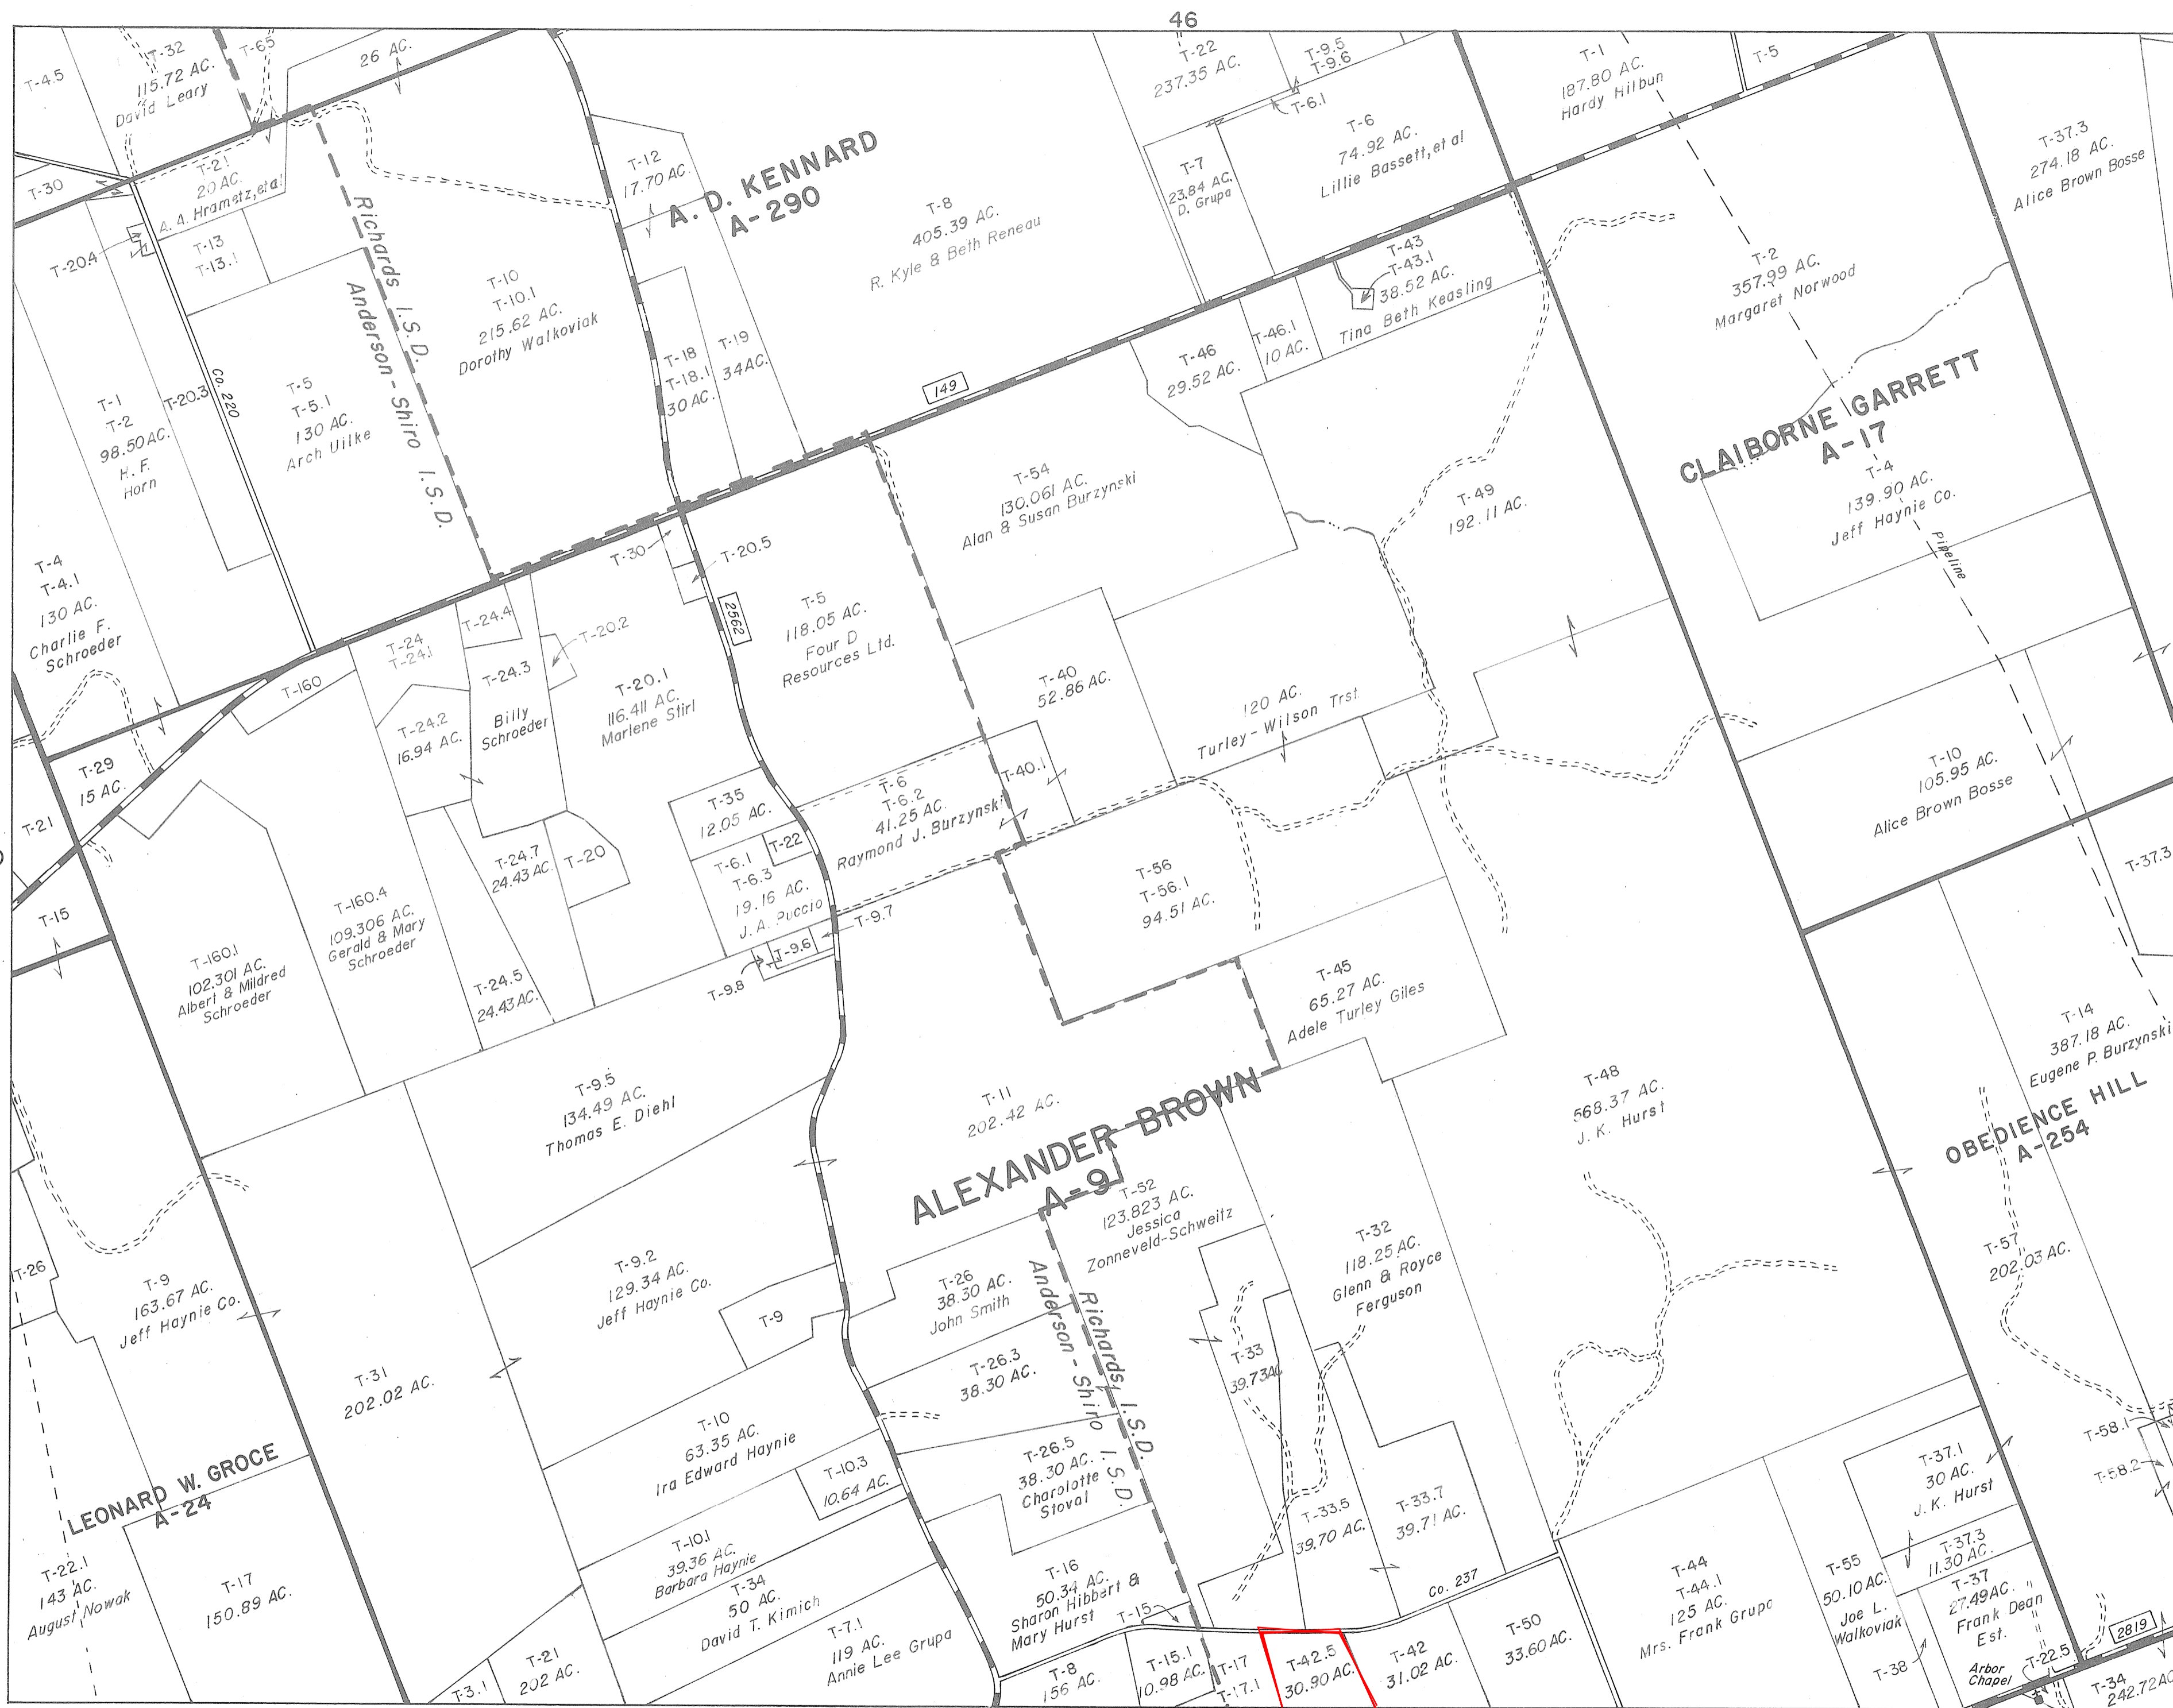 46
T-4.5
T-32
115.72 AC.
David Leary
T-65
26 AC.
T-22
237.35 AC.
T-9.5
T-9.6
T-6.1
T-1
187.80 AC.
Hardy Hilbun
T-5
T-37.3
274.18 AC.
Alice Brown Bosse
T-30
T-21
20 AC.
A. A. Hrametz, et al
T-13
T-13.1
T-20.4
T-12
17.70 AC.
A. D. KENNARD
A-290
T-8
405.39 AC.
R. Kyle & Beth Reneau
T-7
23.84 AC.
D. Grupa
T-6
74.92 AC.
Lillie Bassett, et al
T-43
T-43.1
38.52 AC.
Tina Beth Keasling
T-2
357.99 AC.
Margaret Norwood
Richards I.S.D.
Anderson-Shiro I.S.D.
T-10
T-10.1
215.62 AC.
Dorothy Walkoviak
T-18
T-18.1
30 AC.
T-19
34 AC.
149
T-46
29.52 AC.
T-46.1
10 AC.
T-1
T-2
98.50 AC.
H. F.
Horn
T-20.3
Co. 220
T-5
T-5.1
130 AC.
Arch Uilke
CLAIBORNE GARRETT
A-17
T-4
139.90 AC.
Jeff Haynie Co.
Pipeline
T-54
130.061 AC.
Alan & Susan Burzynski
T-49
192.11 AC.
T-4
T-4.1
130 AC.
Charlie F.
Schroeder
T-30
T-20.5
2562
T-5
118.05 AC.
Four D
Resources Ltd.
T-24
T-24.1
T-24.4
T-20.2
T-24.3
Billy
Schroeder
T-20.1
116.411 AC.
Marlene Stirl
T-160
T-24.2
16.94 AC.
T-40
52.86 AC.
120 AC.
Turley-Wilson Trst.
T-40.1
T-29
15 AC.
T-21
T-15
T-35
12.05 AC.
T-22
T-6
T-6.2
41.25 AC.
Raymond J. Burzynski
T-6.1
T-6.3
19.16 AC.
J. A. Puccio
T-24.7
24.43 AC.
T-20
T-10
105.95 AC.
Alice Brown Bosse
T-37.3
T-56
T-56.1
94.51 AC.
T-9.7
T-9.6
T-9.8
T-160.1
102.301 AC.
Albert & Mildred
Schroeder
T-160.4
109.306 AC.
Gerald & Mary
Schroeder
T-24.5
24.43 AC.
T-45
65.27 AC.
Adele Turley Giles
T-14
387.18 AC.
Eugene P. Burzynski
T-9.5
134.49 AC.
Thomas E. Diehl
T-11
202.42 AC.
T-48
568.37 AC.
J. K. Hurst
OBEDIENCE HILL
A-254
ALEXANDER BROWN
A-9
T-52
123.823 AC.
Jessica
Zonneveld-Schweitz
T-32
118.25 AC.
Glenn & Royce
Ferguson
T-57
202.03 AC.
T-26
T-9
163.67 AC.
Jeff Haynie Co.
T-9.2
129.34 AC.
Jeff Haynie Co.
T-9
T-26
38.30 AC.
John Smith
Richards I.S.D.
Anderson-Shiro I.S.D.
T-26.3
38.30 AC.
T-33
39.73 AC.
T-31
202.02 AC.
T-10
63.35 AC.
Ira Edward Haynie
T-10.3
10.64 AC.
T-26.5
38.30 AC.
Charolotte
Stoval
T-58.1
T-58.2
T-37.1
30 AC.
J. K. Hurst
LEONARD W. GROCE
A-24
T-33.5
39.70 AC.
T-33.7
39.71 AC.
T-10.1
39.36 AC.
Barbara Haynie
T-34
50 AC.
David T. Kimich
T-7.1
119 AC.
Annie Lee Grupa
T-16
50.34 AC.
Sharon Hibbert &
Mary Hurst
T-15
Co. 237
T-44
T-44.1
125 AC.
Mrs. Frank Grupa
T-55
50.10 AC.
Joe L.
Walkoviak
T-37.3
11.30 AC.
T-37
27.49 AC.
Frank Dean
Est.
T-38
Arbor
Chapel
T-22.5
2819
T-34
242.72 AC.
T-22.1
143 AC.
August Nowak
T-17
150.89 AC.
T-3.1
T-21
202 AC.
T-8
156 AC.
T-15.1
10.98 AC.
T-17
T-17.1
T-42.5
30.90 AC.
T-42
31.02 AC.
T-50
33.60 AC.